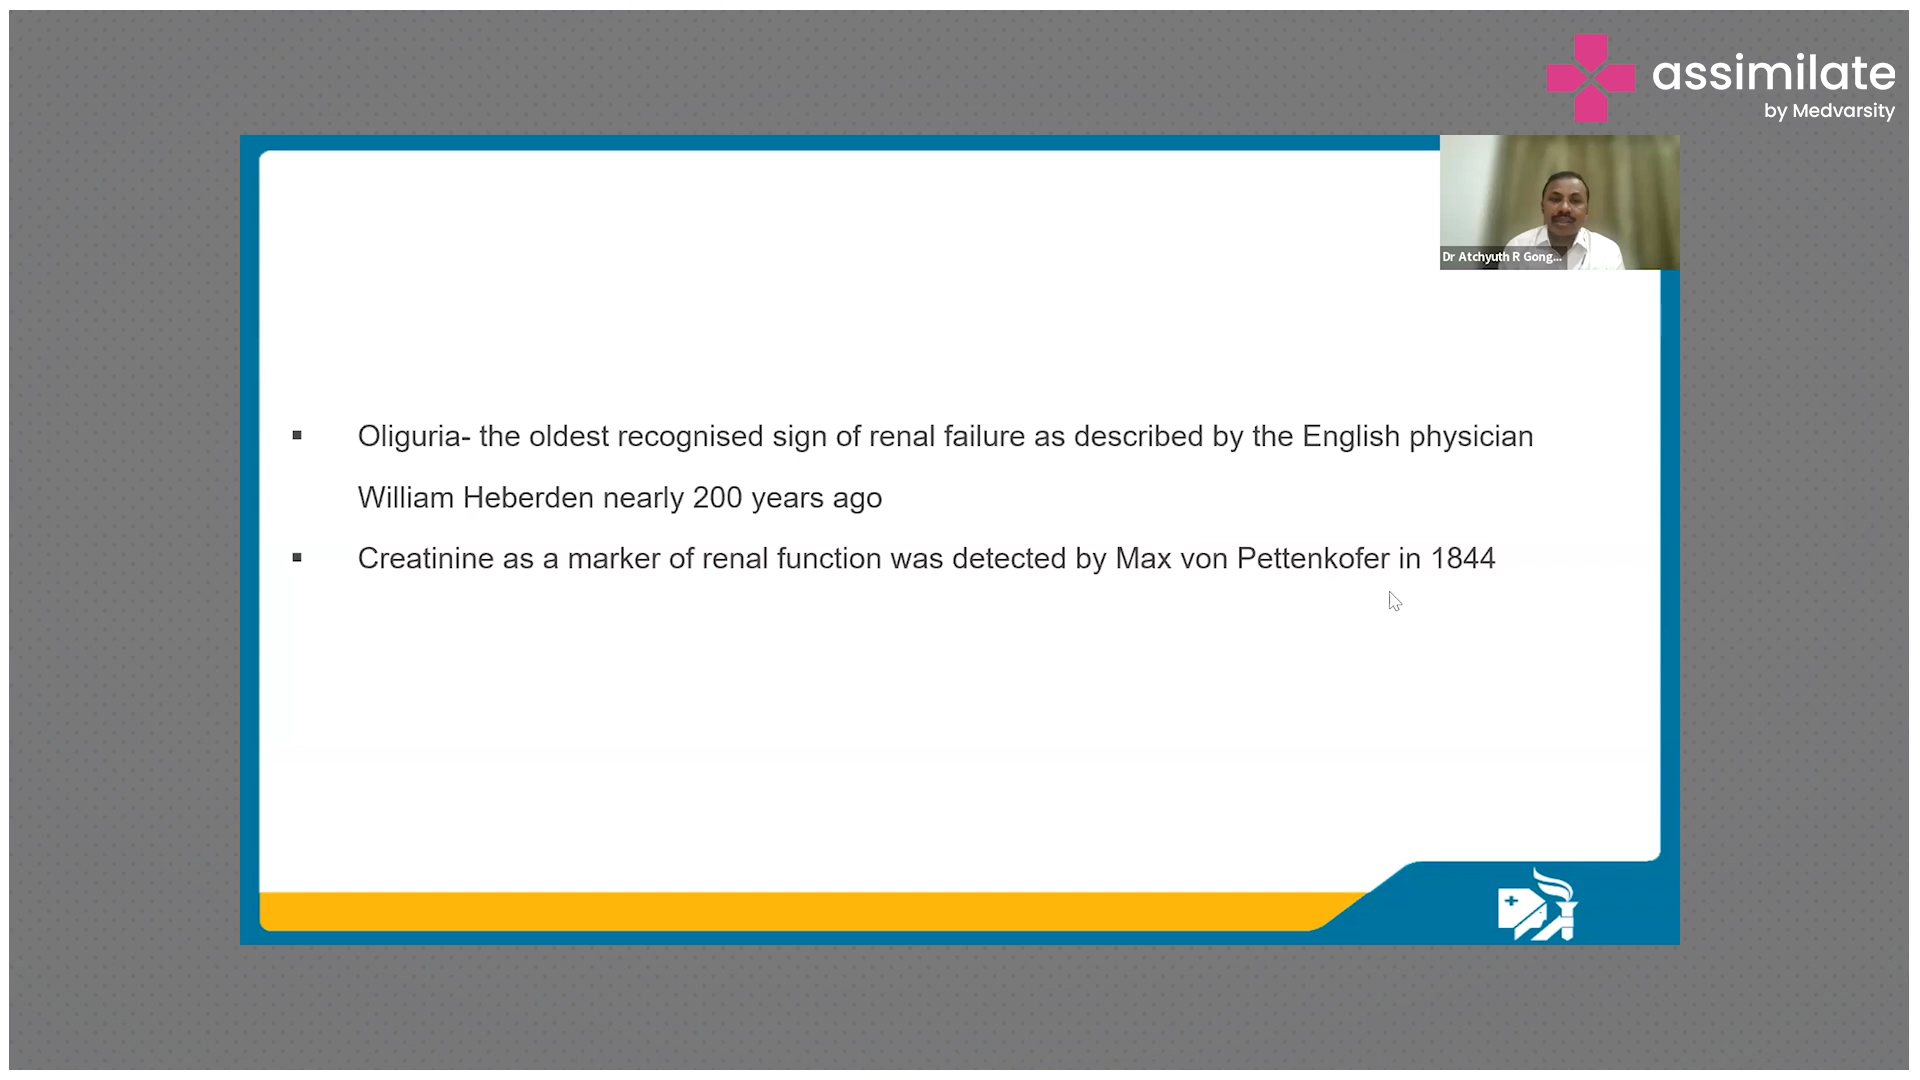 assimilate
by Medvarsity
Dr Atchyuth R Gong...
▪ Oliguria- the oldest recognised sign of renal failure as described by the English physician
William Heberden nearly 200 years ago
▪ Creatinine as a marker of renal function was detected by Max von Pettenkofer in 1844